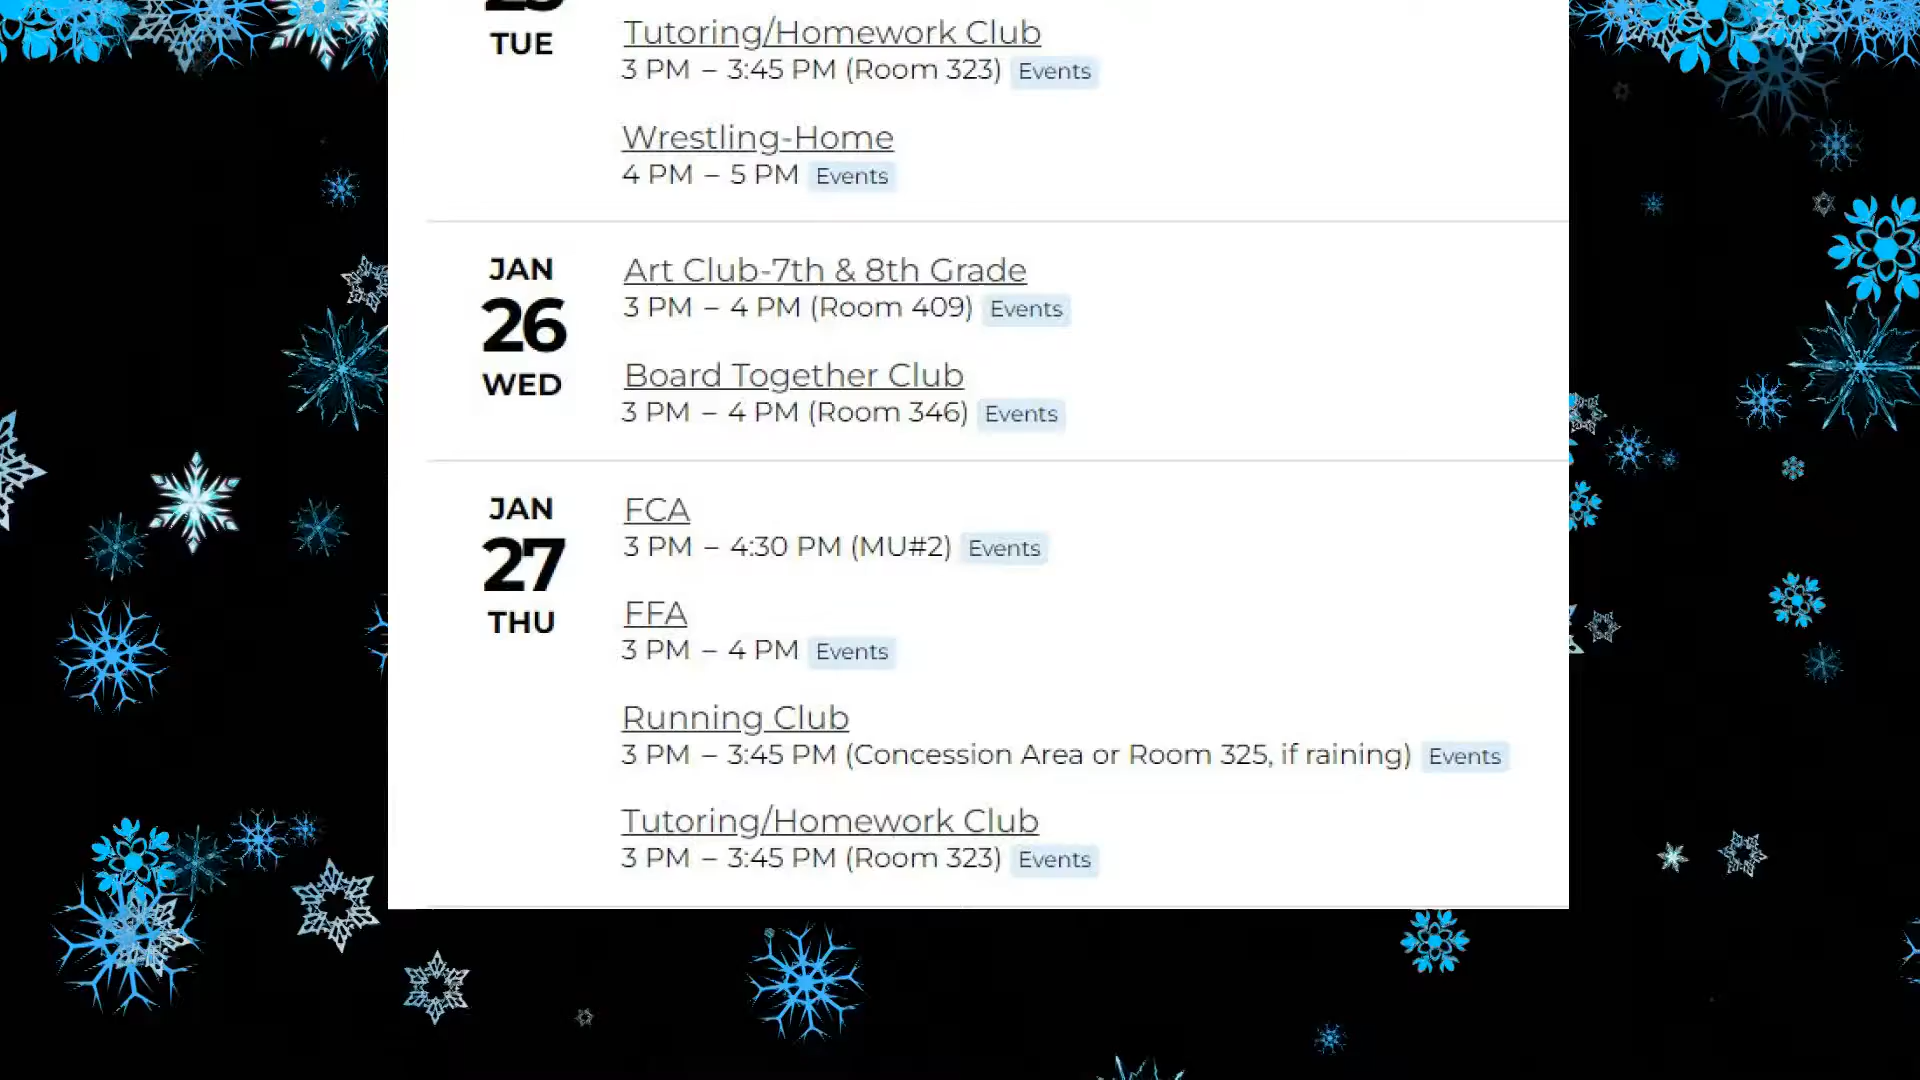 TUE
Tutoring/Homework Club
3 PM – 3:45 PM (Room 323) Events
Wrestling-Home
4 PM – 5 PM Events
JAN
26
WED
Art Club-7th & 8th Grade
3 PM – 4 PM (Room 409) Events
Board Together Club
3 PM – 4 PM (Room 346) Events
JAN
27
THU
FCA
3 PM – 4:30 PM (MU#2) Events
FFA
3 PM – 4 PM Events
Running Club
3 PM – 3:45 PM (Concession Area or Room 325, if raining) Events
Tutoring/Homework Club
3 PM – 3:45 PM (Room 323) Events